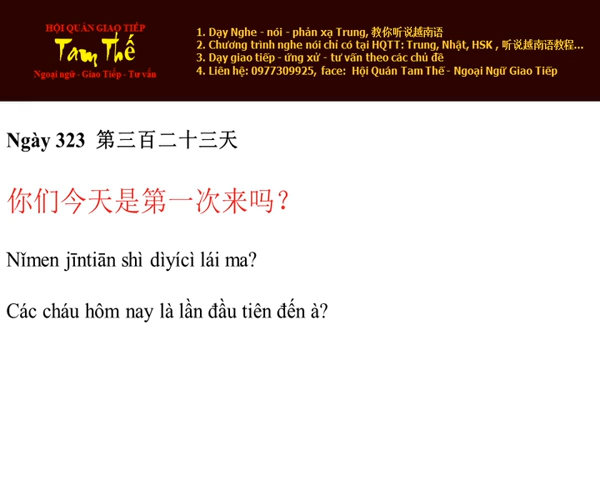 HỘI QUÁN GIAO TIẾP
Tam Thế
Ngoại ngữ - Giao Tiếp - Tư vấn
1. Dạy Nghe - nói - phản xạ Trung, 教你听说越南语
2. Chương trình nghe nói chỉ có tại HQTT: Trung, Nhật, HSK , 听说越南语教程...
3. Dạy giao tiếp - ứng xử - tư vấn theo các chủ đề
4. Liên hệ: 0977309925, face: Hội Quán Tam Thế - Ngoại Ngữ Giao Tiếp
Ngày 323 第三百二十三天
你们今天是第一次来吗?
Nǐmen jīntiān shì dìyícì lái ma?
Các cháu hôm nay là lần đầu tiên đến à?